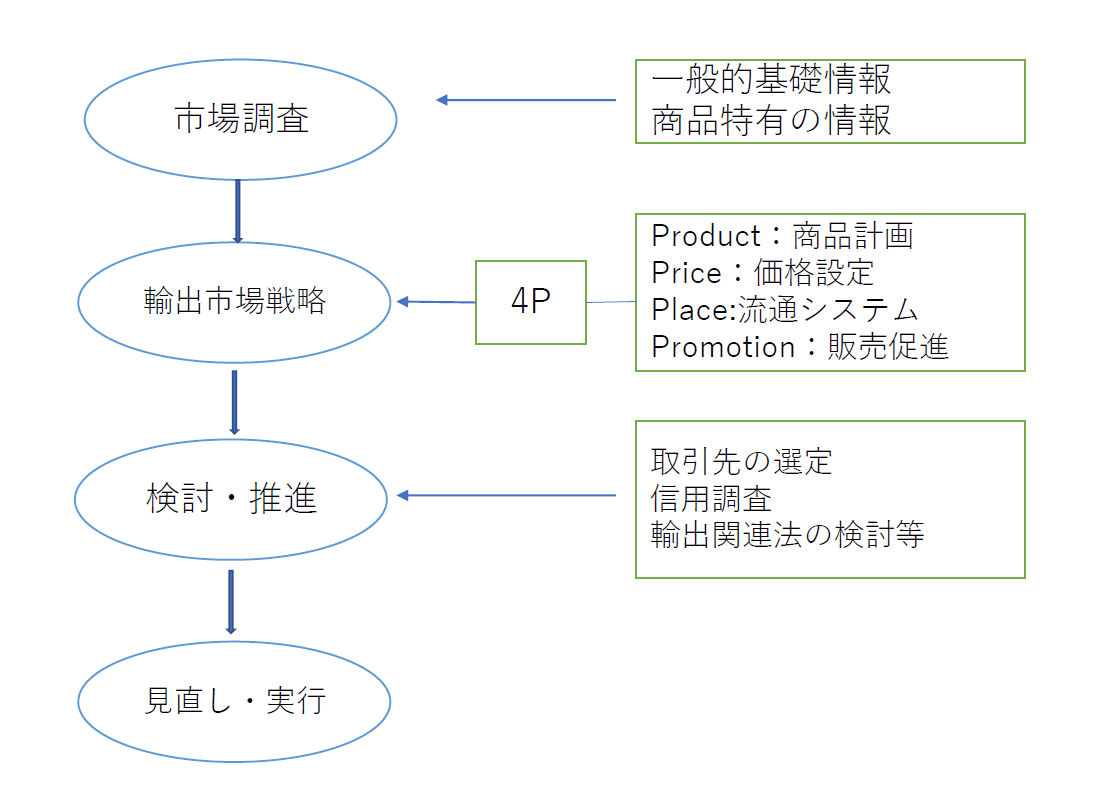 市場調査
一般的基礎情報
商品特有の情報
輸出市場戦略
4P
Product：商品計画
Price：価格設定
Place:流通システム
Promotion：販売促進
検討・推進
取引先の選定
信用調査
輸出関連法の検討等
見直し・実行